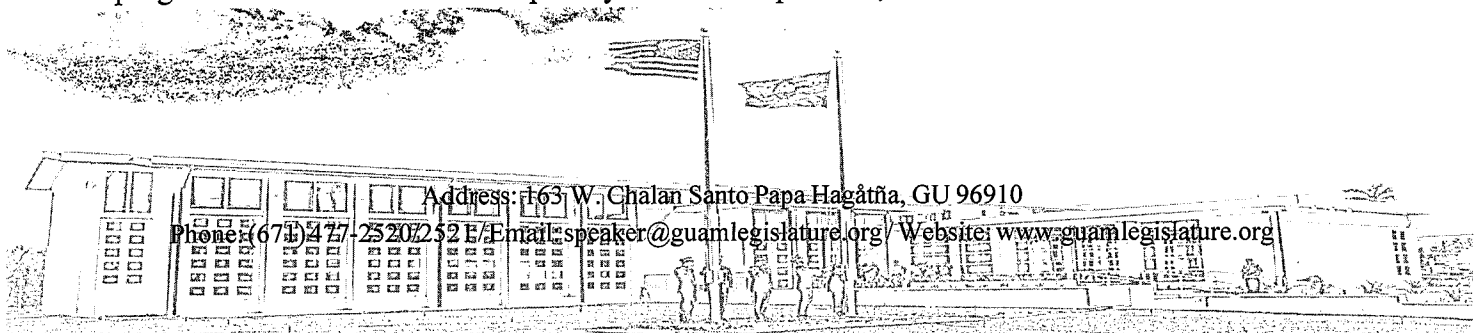 Address: 163 W. Chalan Santo Papa Hagåtña, GU 96910
Phone: (671) 477-2520/2521 / Email: speaker@guamlegislature.org / Website: www.guamlegislature.org